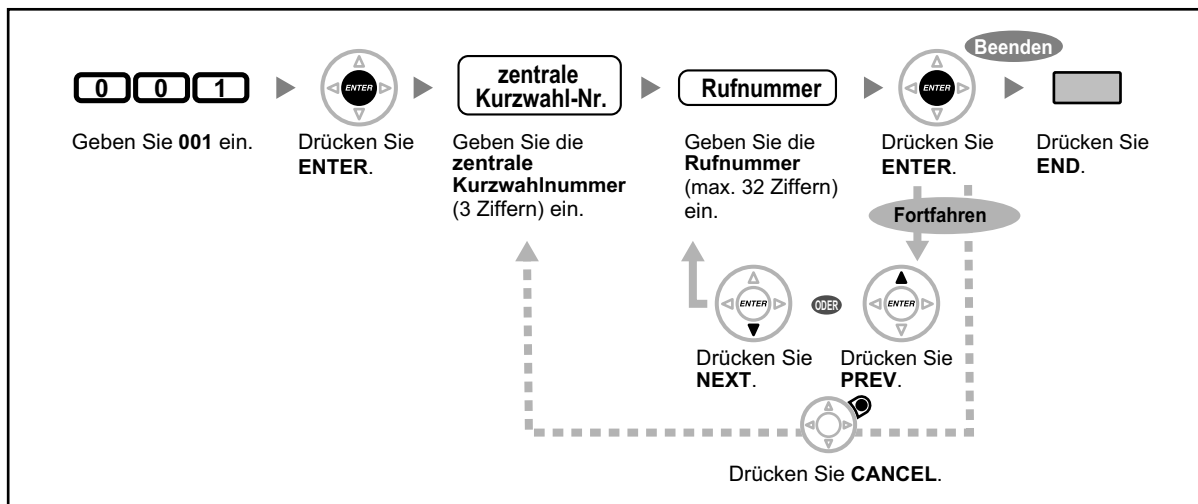 Beenden
0 0 1
ENTER
zentrale
Kurzwahl-Nr.
Rufnummer
ENTER
Geben Sie 001 ein.
Drücken Sie
ENTER.
Geben Sie die
zentrale
Kurzwahlnummer
(3 Ziffern) ein.
Geben Sie die
Rufnummer
(max. 32 Ziffern)
ein.
Drücken Sie
ENTER.
Drücken Sie
END.
Fortfahren
ENTER
ODER
ENTER
Drücken Sie
NEXT.
Drücken Sie
PREV.
Drücken Sie CANCEL.